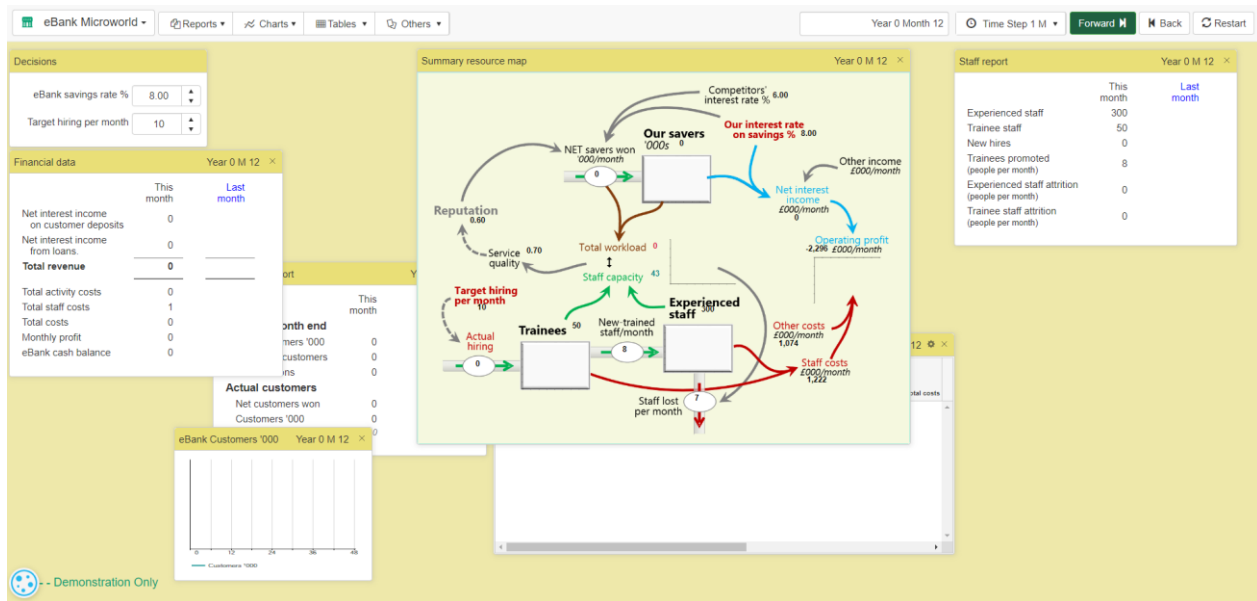 eBank Microworld
Reports
Charts
Tables
Others
Year 0 Month 12
Time Step 1 M
Forward
Back
Restart
Decisions
eBank savings rate %
8.00
Target hiring per month
10
Financial data
Year 0 M 12
This
month
Last
month
Net interest income
on customer deposits
0
Net interest income
from loans.
0
Total revenue
0
Total activity costs
0
Total staff costs
1
Total costs
0
Monthly profit
0
eBank cash balance
0
This
month
0
customers
0
0
Actual customers
Net customers won
0
Customers '000
0
0
eBank Customers '000
Year 0 M 12
0
12
24
36
48
Customers '000
Summary resource map
Year 0 M 12
Competitors'
interest rate %
6.00
Our savers
'000s
0
Our interest rate
on savings %
8.00
NET savers won
'000/month
0
Other income
£000/month
Net interest
income
£000/month
0
Reputation
0.60
Operating profit
-2,296
£000/month
Service
quality
0.70
Total workload
0
Staff capacity
43
Target hiring
per month
10
Actual
hiring
0
Trainees
50
New-trained
staff/month
8
Experienced
staff
300
Other costs
£000/month
1,074
Staff costs
£000/month
1,222
Staff lost
per month
7
12
costs
Staff report
Year 0 M 12
This
month
Last
month
Experienced staff
300
Trainee staff
50
New hires
0
Trainees promoted
(people per month)
8
Experienced staff attrition
(people per month)
0
Trainee staff attrition
(people per month)
0
- - Demonstration Only